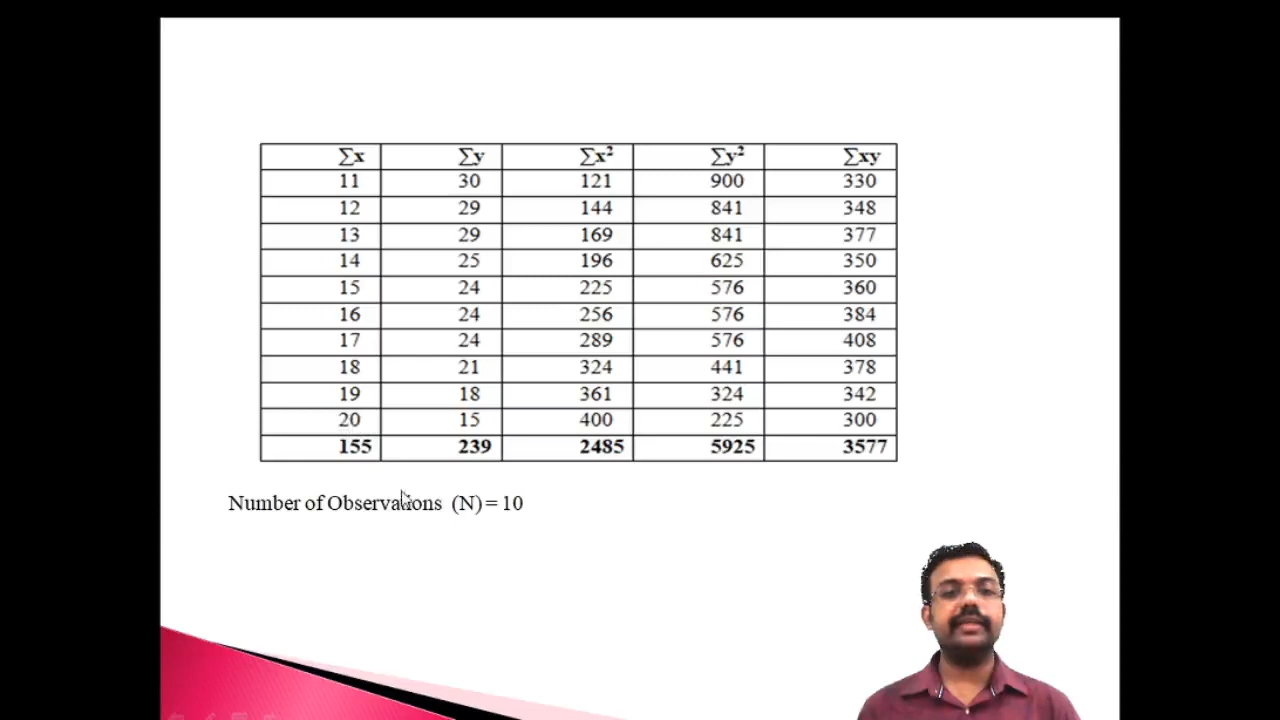 ∑x ∑y ∑x² ∑y² ∑xy
11 30 121 900 330
12 29 144 841 348
13 29 169 841 377
14 25 196 625 350
15 24 225 576 360
16 24 256 576 384
17 24 289 576 408
18 21 324 441 378
19 18 361 324 342
20 15 400 225 300
155 239 2485 5925 3577
Number of Observations (N) = 10